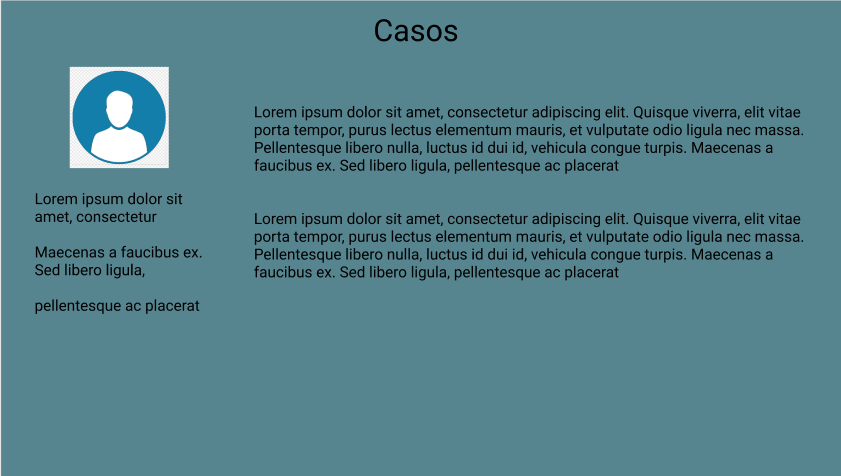 Casos
Lorem ipsum dolor sit
amet, consectetur
Maecenas a faucibus ex.
Sed libero ligula,
pellentesque ac placerat
Lorem ipsum dolor sit amet, consectetur adipiscing elit. Quisque viverra, elit vitae
porta tempor, purus lectus elementum mauris, et vulputate odio ligula nec massa.
Pellentesque libero nulla, luctus id dui id, vehicula congue turpis. Maecenas a
faucibus ex. Sed libero ligula, pellentesque ac placerat
Lorem ipsum dolor sit amet, consectetur adipiscing elit. Quisque viverra, elit vitae
porta tempor, purus lectus elementum mauris, et vulputate odio ligula nec massa.
Pellentesque libero nulla, luctus id dui id, vehicula congue turpis. Maecenas a
faucibus ex. Sed libero ligula, pellentesque ac placerat